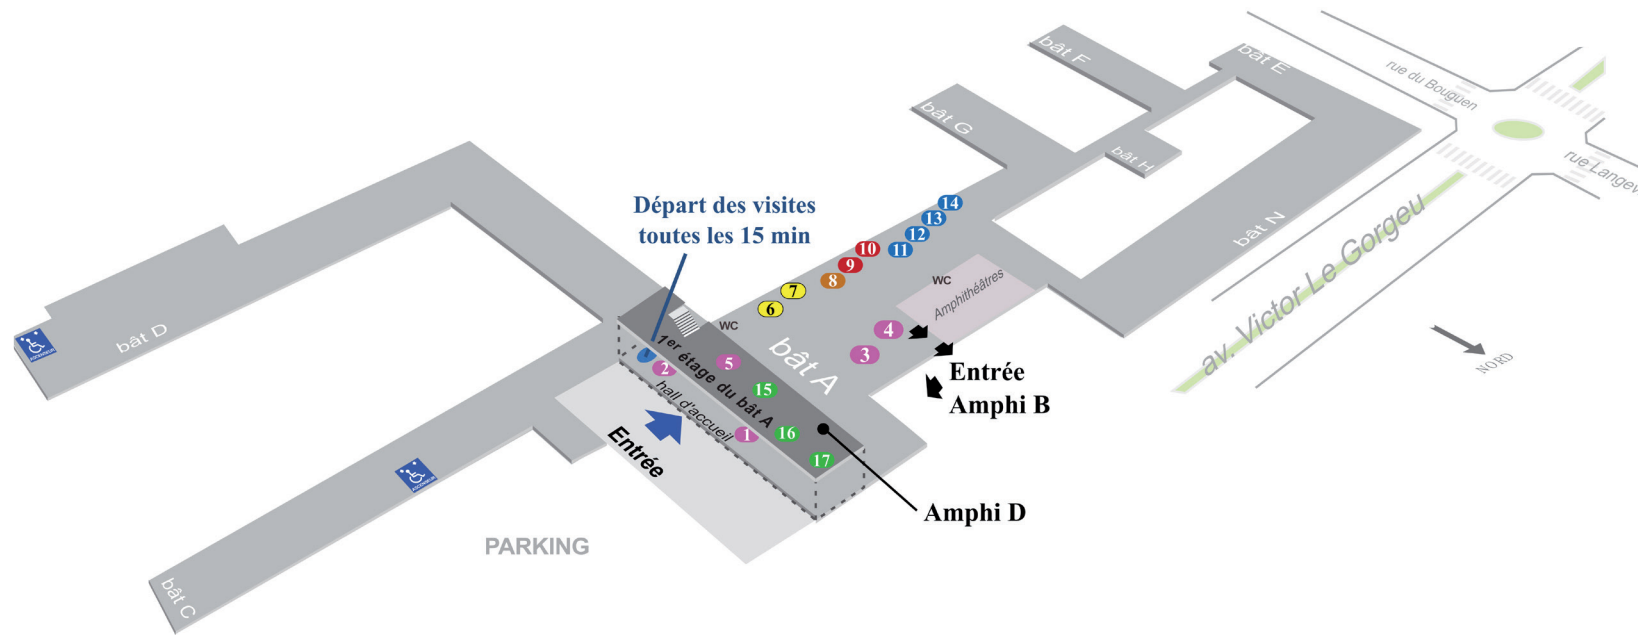 bât F
bât E
rue du Bouguen
bât G
bât H
rue Langev
Départ des visites
toutes les 15 min
14
13
12
11
10
9
8
7
6
bât N
av. Victor Le Gorgeu
NORD
WC
Amphithéâtres
WC
bât A
4
3
Entrée
Amphi B
bât D
ASCENSEUR
1er étage du bât A
5
2
15
16
17
1
hall d'accueil
Entrée
Amphi D
ASCENSEUR
PARKING
bât C